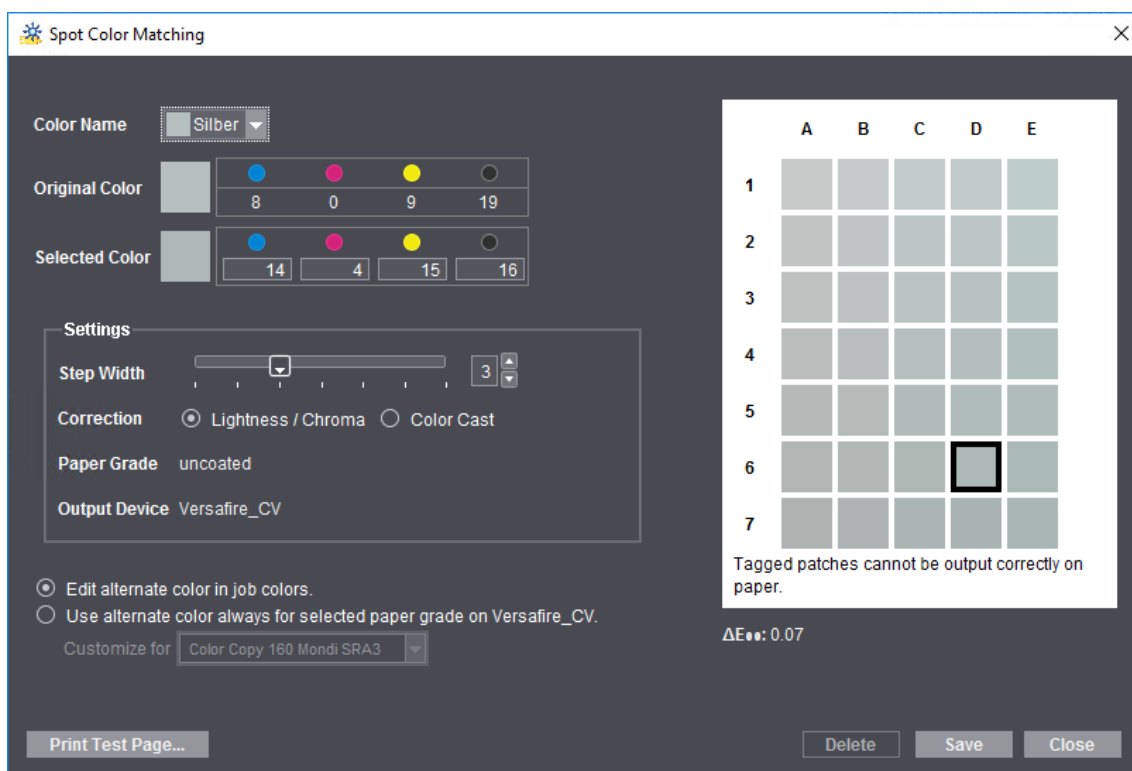 Spot Color Matching
Color Name Silber
Original Color 8 0 9 19
Selected Color 14 4 15 16
Settings
Step Width 3
Correction Lightness / Chroma Color Cast
Paper Grade uncoated
Output Device Versafire_CV
Edit alternate color in job colors.
Use alternate color always for selected paper grade on Versafire_CV.
Customize for Color Copy 160 Mondi SRA3
A B C D E
1
2
3
4
5
6
7
Tagged patches cannot be output correctly on
paper.
ΔE••: 0.07
Print Test Page...
Delete Save Close